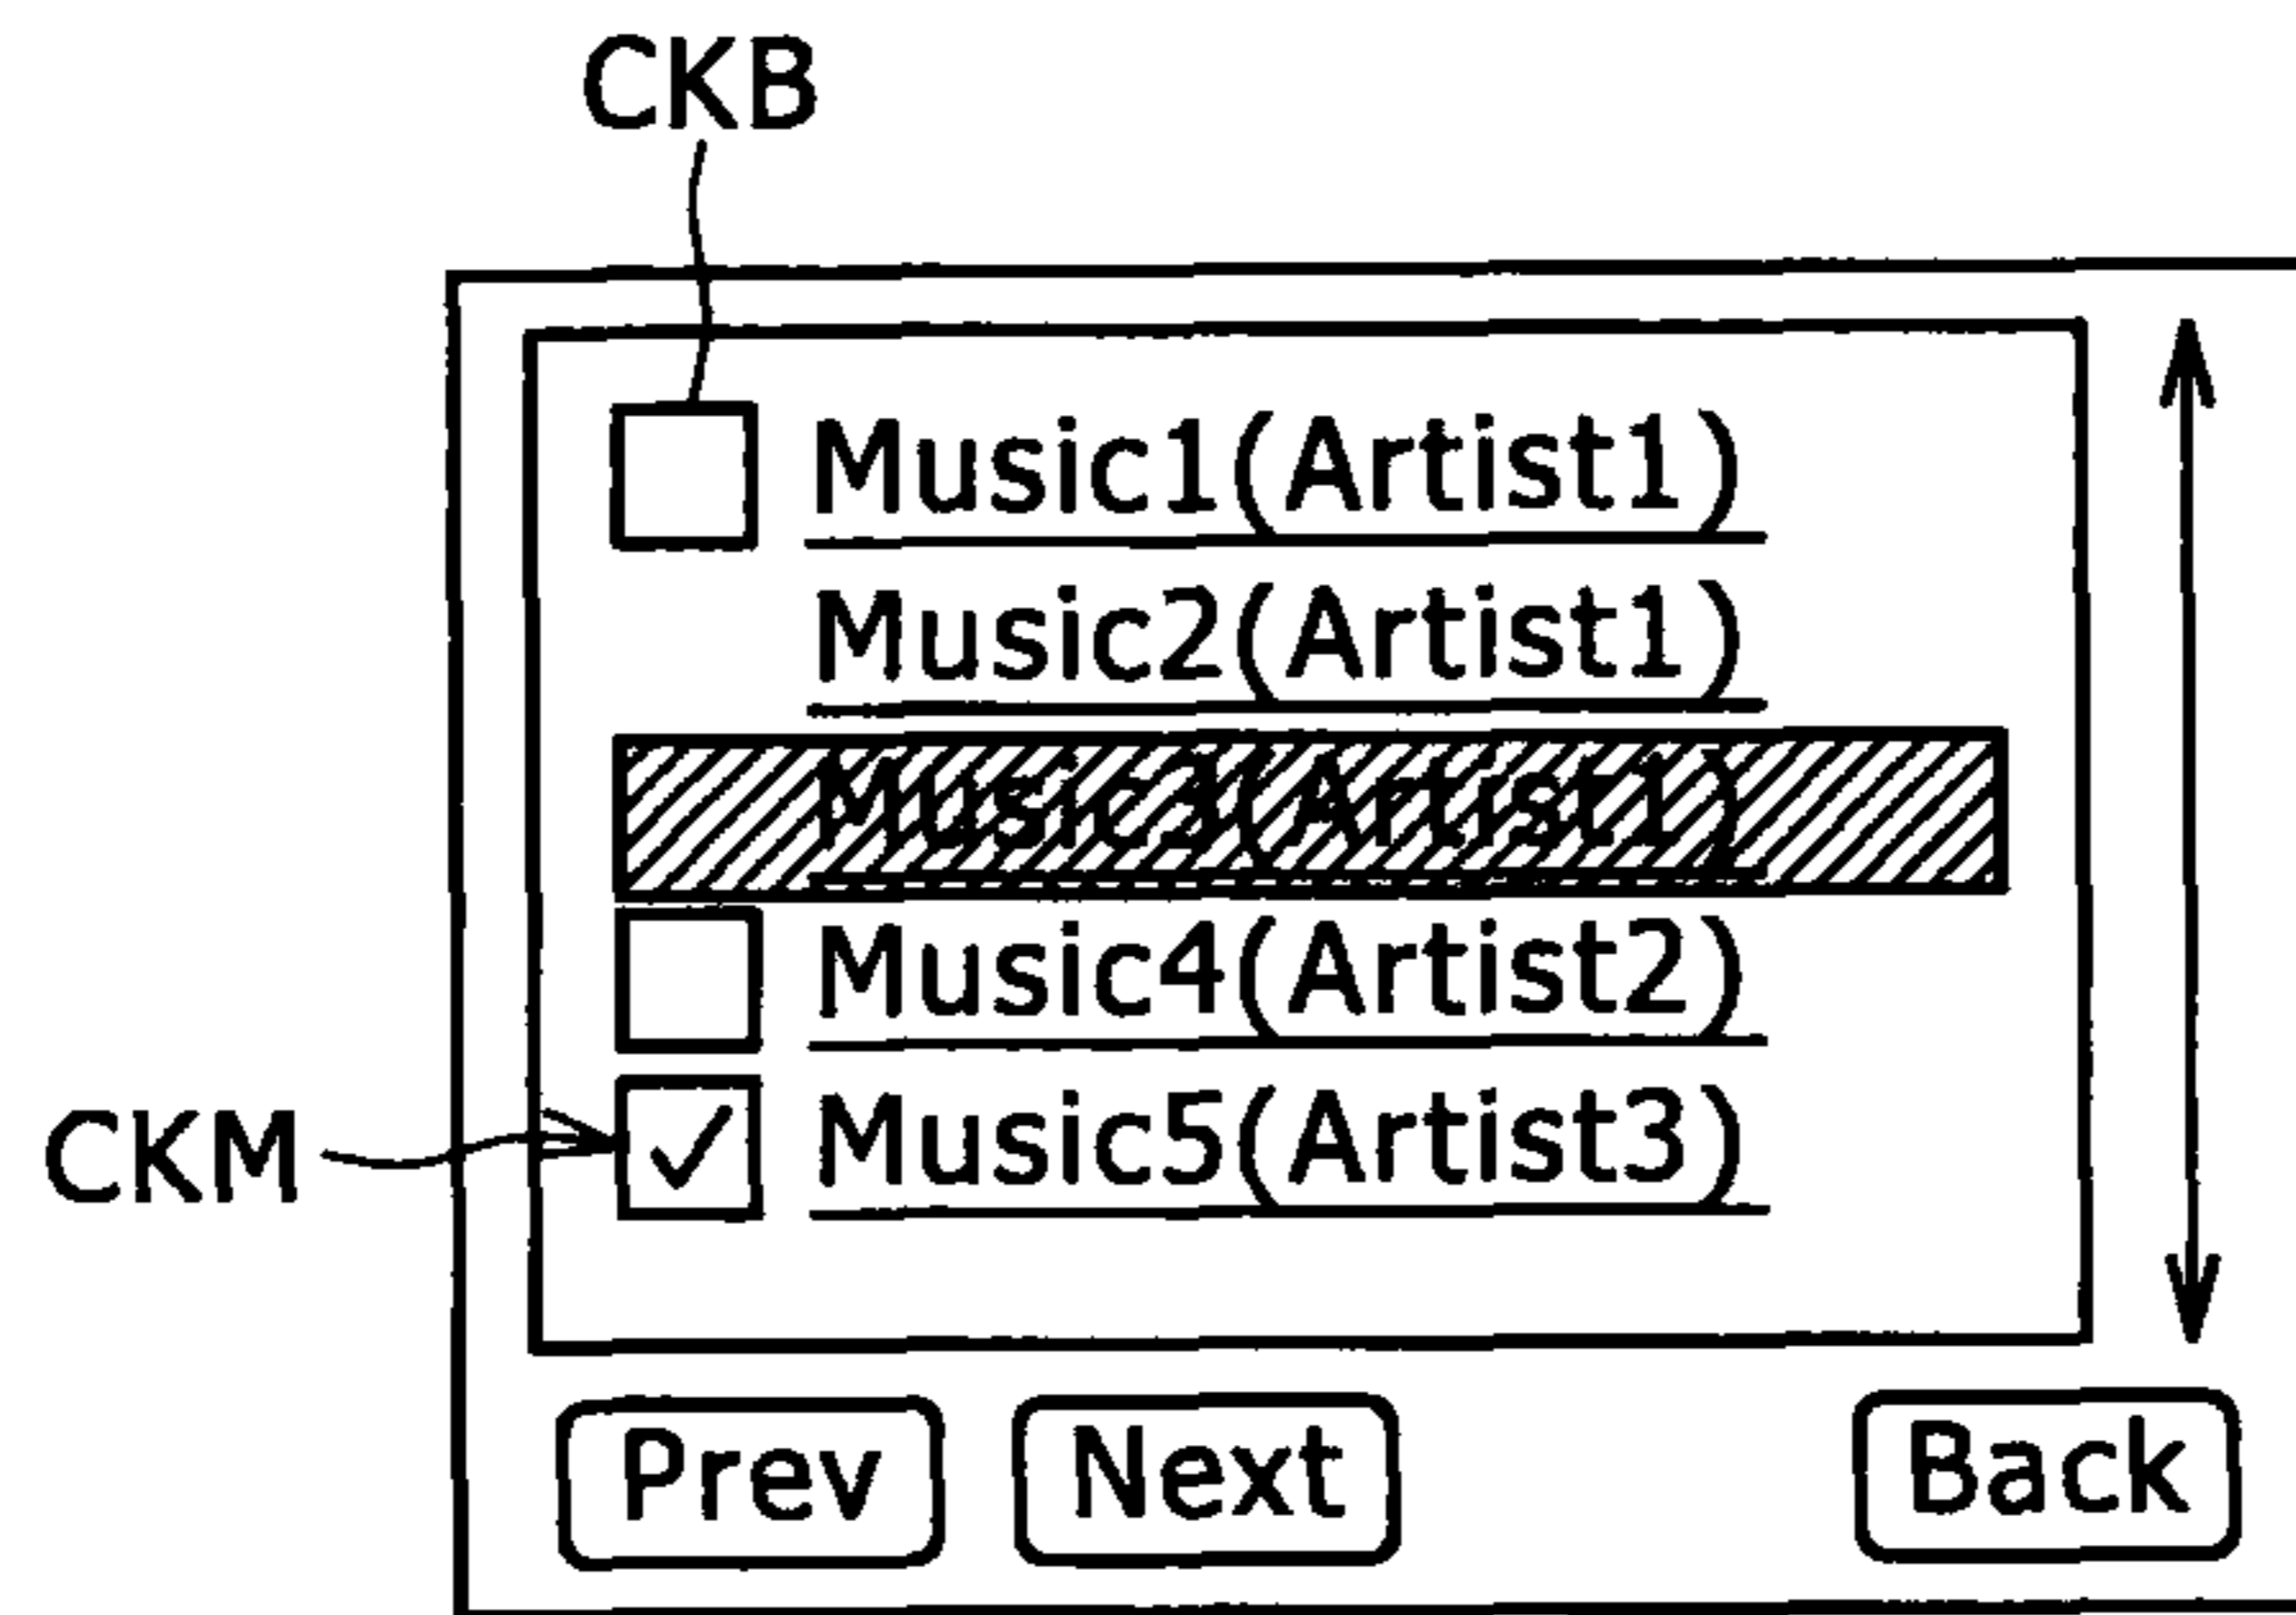 CKB
Music1(Artist1)
Music2(Artist1)
Music3(Artist1)
Music4(Artist2)
CKM
Music5(Artist3)
Prev Next Back